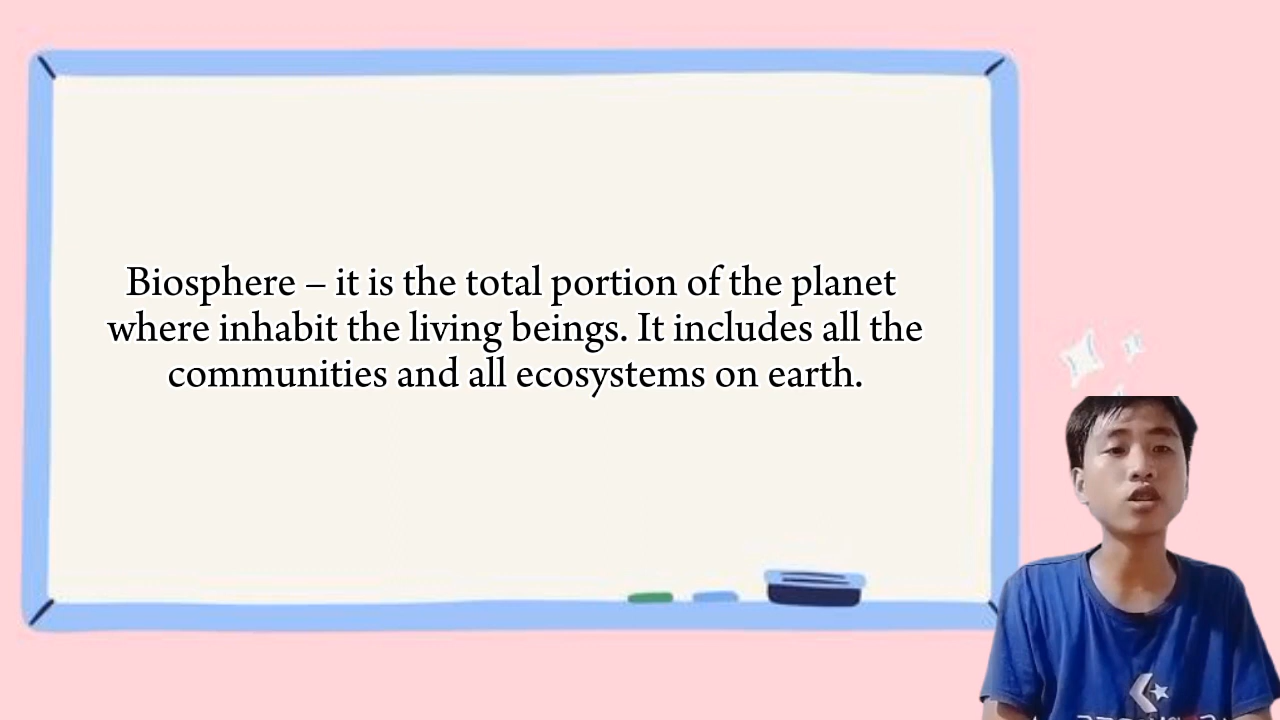 Biosphere – it is the total portion of the planet
where inhabit the living beings. It includes all the
communities and all ecosystems on earth.